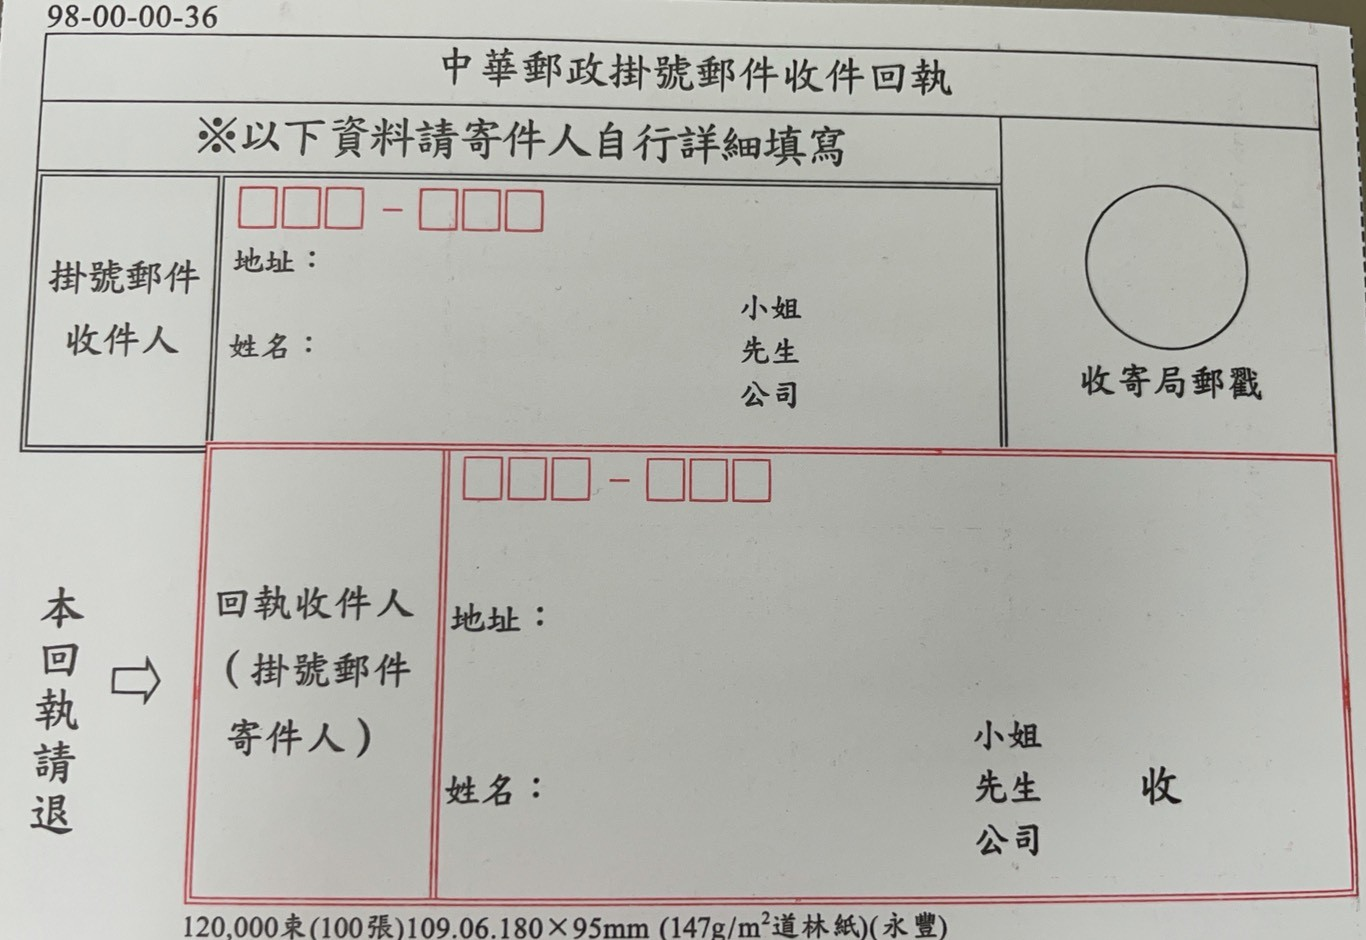 98-00-00-36
中華郵政掛號郵件收件回執
※以下資料請寄件人自行詳細填寫
掛號郵件
收件人
□□□-□□□
地址：
姓名：
小姐
先生
公司
收寄局郵戳
本回執請退
⇨
回執收件人
(掛號郵件
寄件人)
□□□-□□□
地址：
姓名：
小姐
先生
公司
收
120,000束(100張)109.06.180×95mm (147g/m²道林紙)(永豐)